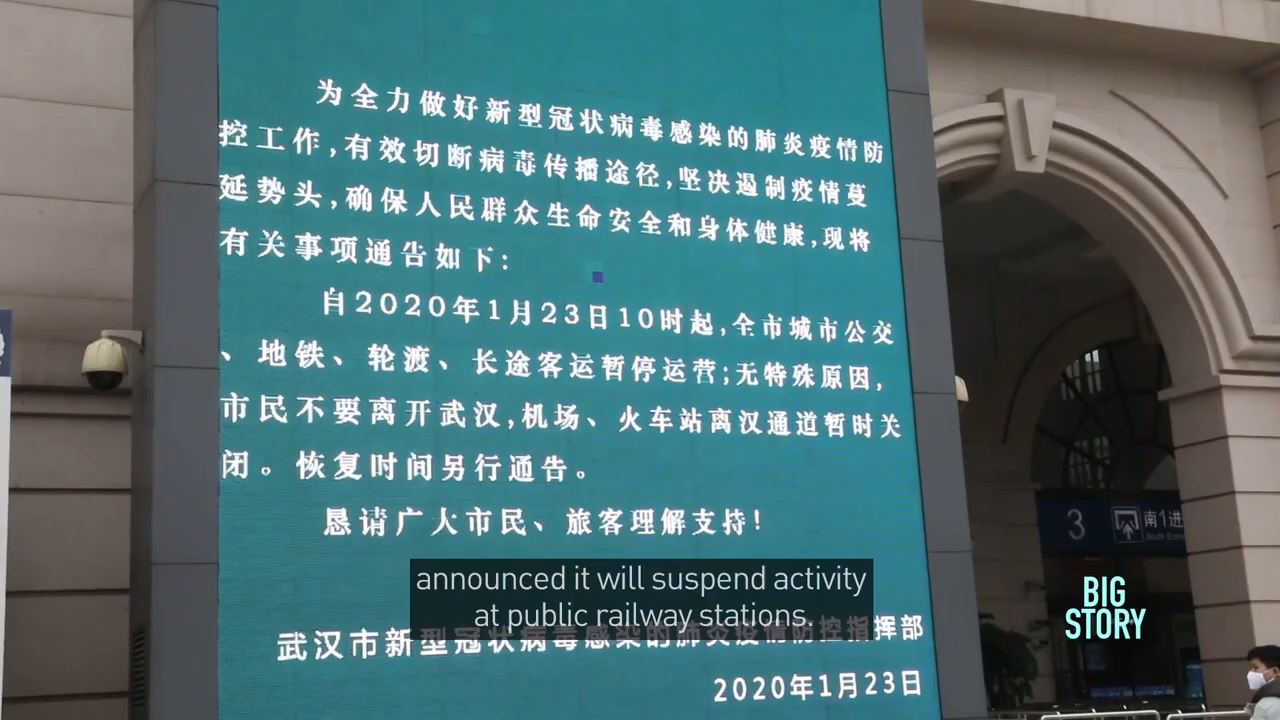 为全力做好新型冠状病毒感染的肺炎疫情防
控工作,有效切断病毒传播途径,坚决遏制疫情蔓
延势头,确保人民群众生命安全和身体健康,现将
有关事项通告如下:
自2020年1月23日10时起,全市城市公交
、地铁、轮渡、长途客运暂停运营;无特殊原因,
市民不要离开武汉,机场、火车站离汉通道暂时关
闭。恢复时间另行通告。
恳请广大市民、旅客理解支持!
announced it will suspend activity
at public railway stations.
武汉市新型冠状病毒感染的肺炎疫情防控指挥部
2020年1月23日
3
南1进
South Entra
BIG
STORY